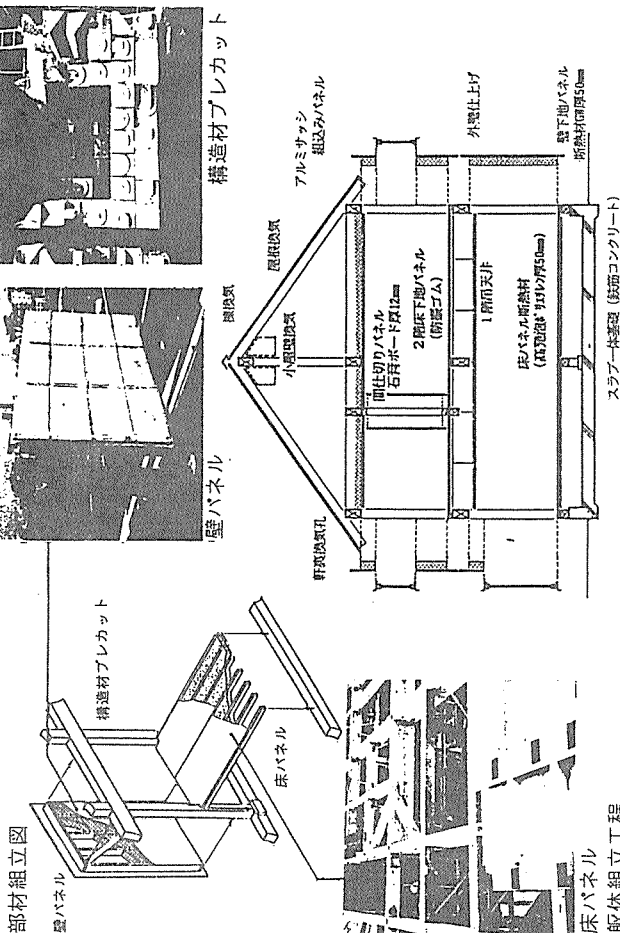 部材組立図
壁パネル
構造材プレカット
床パネル
壁パネル
構造材プレカット
床パネル
躯体組立工程
棟換気
屋根換気
小屋壁換気
軒裏換気孔
アルミサッシ
組込みパネル
間仕切りパネル
石膏ボード厚12mm
2階床下地パネル
(防振ゴム)
1階吊天井
外壁仕上げ
床パネル断熱材
(高発泡ポリスチレン厚50mm)
壁下地パネル
断熱材GW厚50mm
スラブ一体基礎(鉄筋コンクリート)